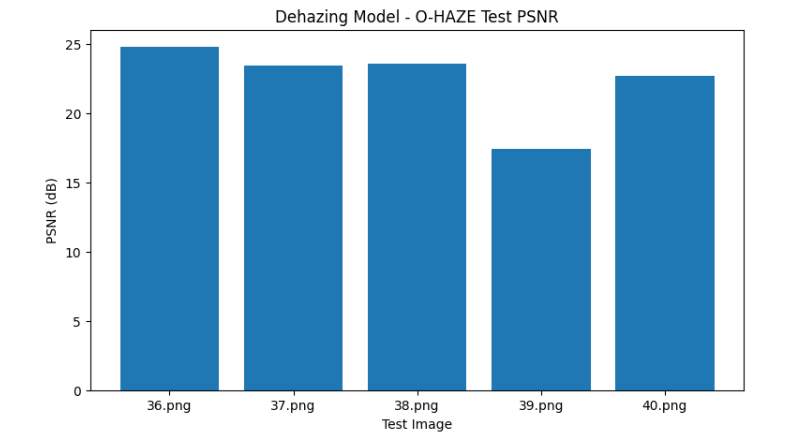 Dehazing Model - O-HAZE Test PSNR
PSNR (dB)
25
20
15
10
5
0
36.png 37.png 38.png 39.png 40.png
Test Image